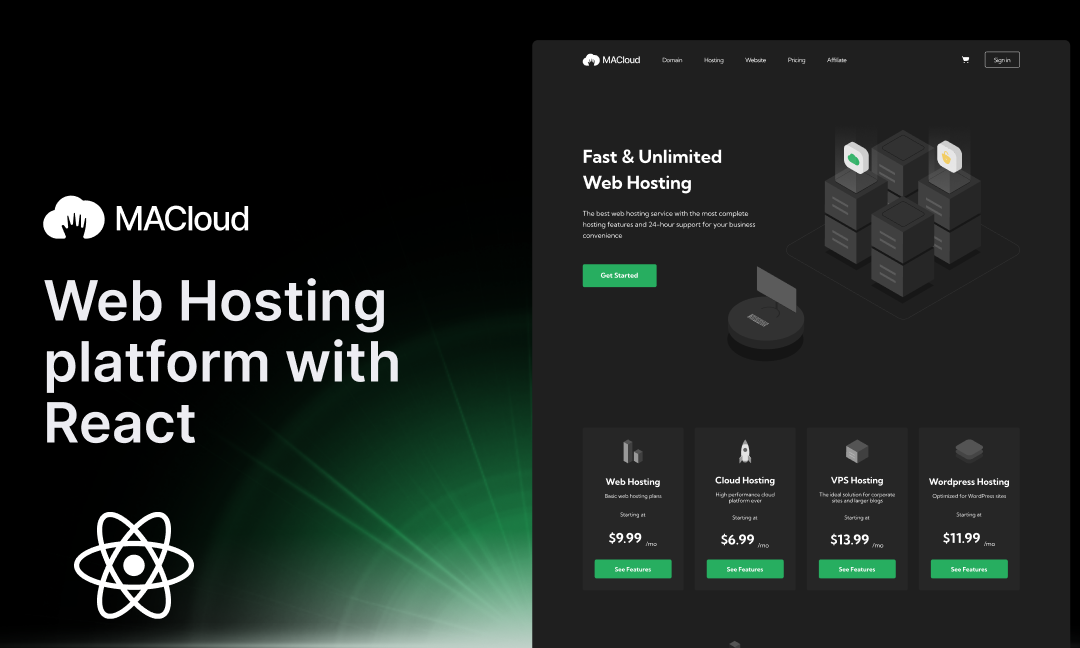 MACloud
Web Hosting
platform with
React
MACloud
Domain
Hosting
Website
Pricing
Affiliate
Sign in
Fast & Unlimited
Web Hosting
The best web hosting service with the most complete
hosting features and 24-hour support for your business
convenience
Get Started
Web Hosting
Basic web hosting plans
Starting at
$9.99 /mo
See Features
Cloud Hosting
High performance cloud
platform ever
Starting at
$6.99 /mo
See Features
VPS Hosting
The ideal solution for corporate
sites and larger blogs
Starting at
$13.99 /mo
See Features
Wordpress Hosting
Optimized for WordPress sites
Starting at
$11.99 /mo
See Features